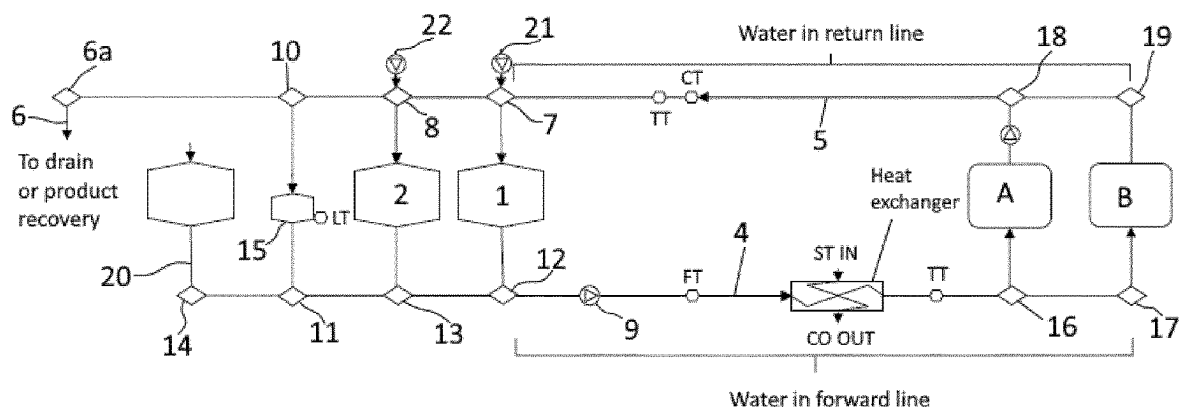 22
21
Water in return line
18
19
6a
10
CT
6
8
7
TT
5
To drain
or product
recovery
2
1
A
B
Heat
exchanger
LT
15
20
12
4
FT
ST IN
TT
14
11
13
9
CO OUT
16
17
Water in forward line